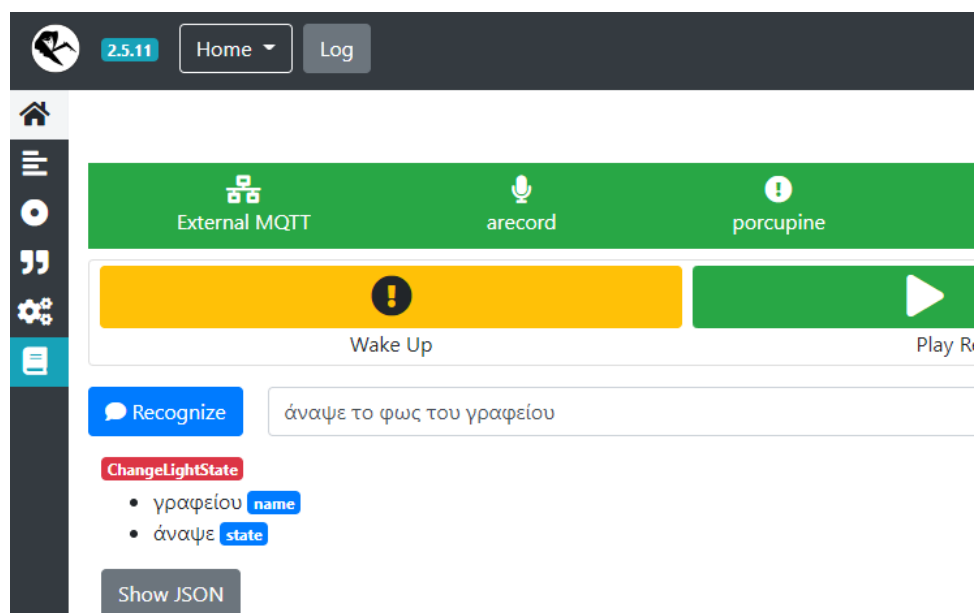 2.5.11 Home Log
External MQTT arecord porcupine
Wake Up Play
Recognize άναψε το φως του γραφείου
ChangeLightState
γραφείου name
άναψε state
Show JSON